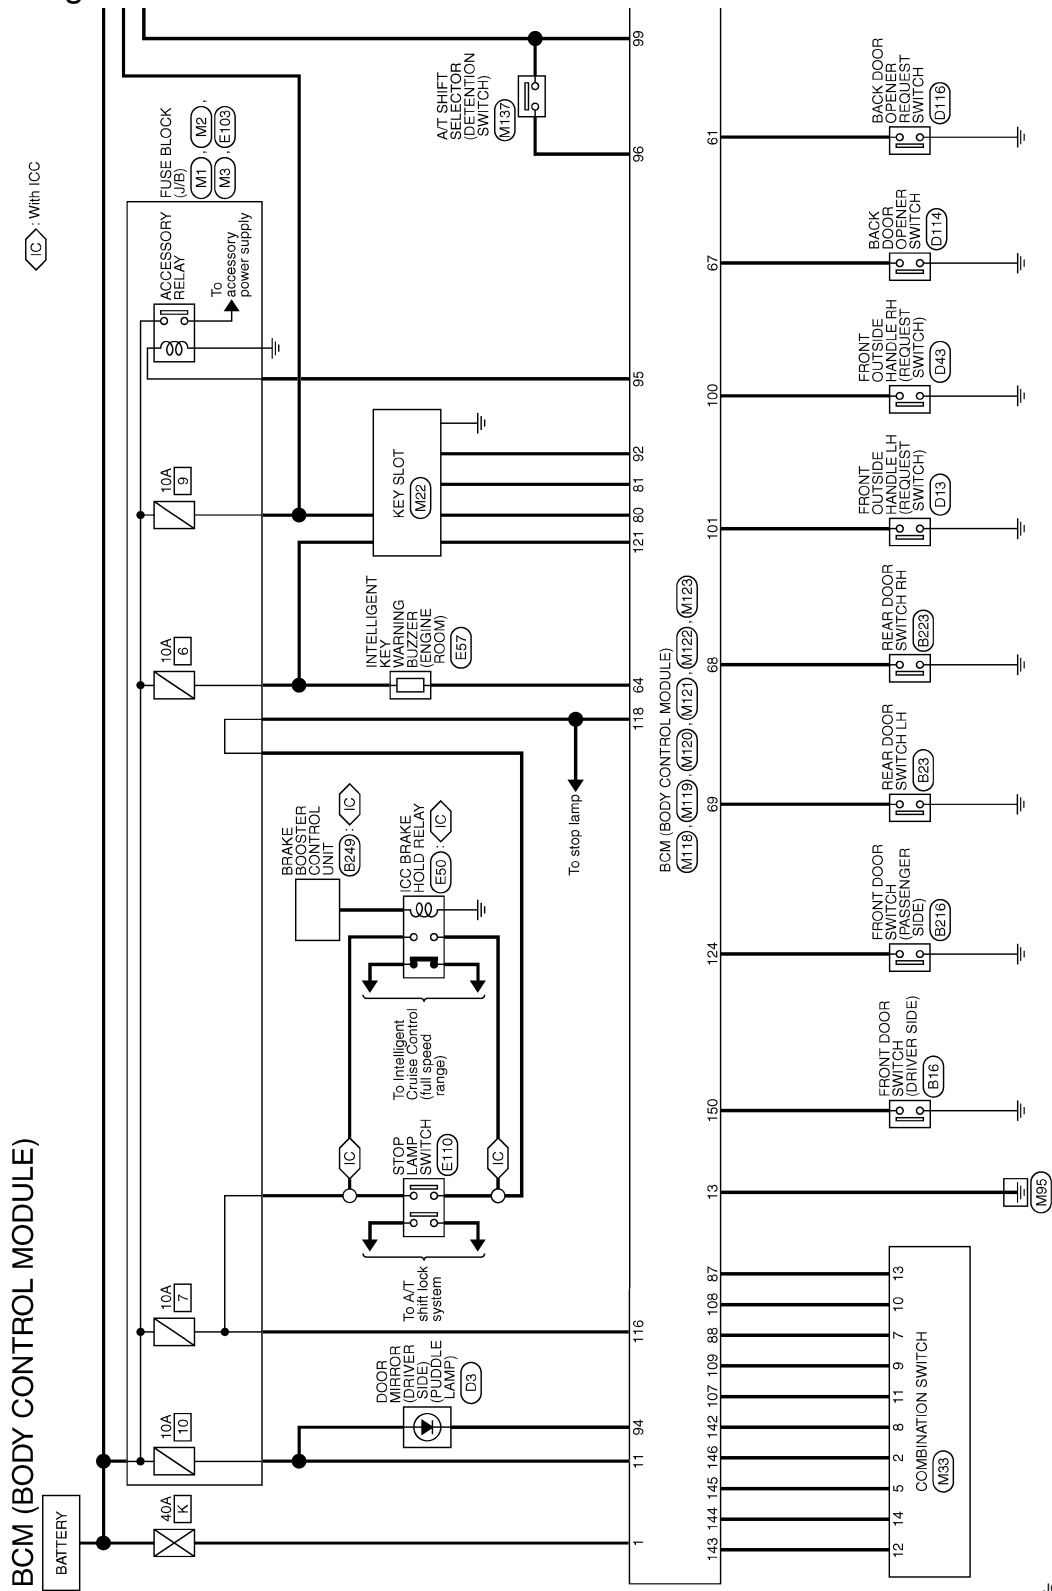 BCM (BODY CONTROL MODULE)
IC : With ICC
BATTERY
40A
K
10A
10
10A
7
10A
6
10A
9
ACCESSORY
RELAY
To
accessory
power supply
FUSE BLOCK
(J/B)
M1 , M2 ,
M3 , E103
DOOR
MIRROR
(DRIVER
SIDE)
(PUDDLE
LAMP)
D3
To A/T
shift lock
system
STOP
LAMP
SWITCH
E110
IC
IC
To Intelligent
Cruise Control
(full speed
range)
BRAKE
BOOSTER
CONTROL
UNIT
B249 : IC
ICC BRAKE
HOLD RELAY
E50 : IC
To stop lamp
INTELLIGENT
KEY
WARNING
BUZZER
(ENGINE
ROOM)
E57
KEY SLOT
M22
A/T SHIFT
SELECTOR
(DETENTION
SWITCH)
M137
1
11
94
116
118
64
121
80
81
92
95
96
99
BCM (BODY CONTROL MODULE)
M118 , M119 , M120 , M121 , M122 , M123
143
144
145
146
142
107
109
88
108
87
13
150
124
69
68
101
100
67
61
12
14
5
2
8
11
9
7
10
13
COMBINATION SWITCH
M33
M95
FRONT DOOR
SWITCH
(DRIVER SIDE)
B16
FRONT DOOR
SWITCH
(PASSENGER
SIDE)
B216
REAR DOOR
SWITCH LH
B23
REAR DOOR
SWITCH RH
B223
FRONT
OUTSIDE
HANDLE LH
(REQUEST
SWITCH)
D13
FRONT
OUTSIDE
HANDLE RH
(REQUEST
SWITCH)
D43
BACK
DOOR
OPENER
SWITCH
D114
BACK DOOR
OPENER
REQUEST
SWITCH
D116